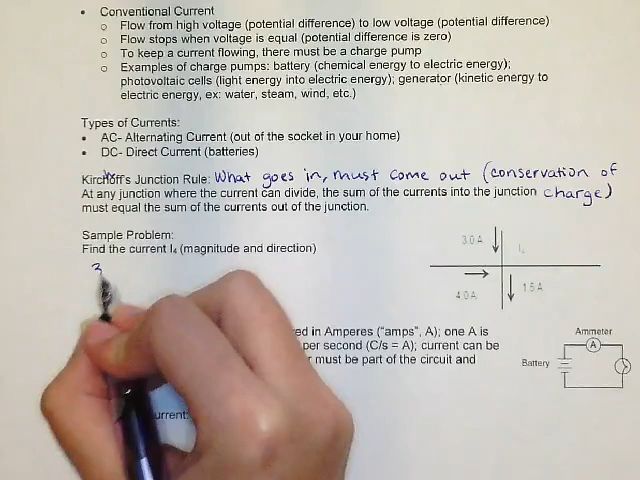 • Conventional Current
o Flow from high voltage (potential difference) to low voltage (potential difference)
o Flow stops when voltage is equal (potential difference is zero)
o To keep a current flowing, there must be a charge pump
o Examples of charge pumps: battery (chemical energy to electric energy);
photovoltaic cells (light energy into electric energy); generator (kinetic energy to
electric energy, ex: water, steam, wind, etc.)
Types of Currents:
• AC- Alternating Current (out of the socket in your home)
• DC- Direct Current (batteries)
Kirchhoff's Junction Rule: What goes in, must come out (conservation of
At any junction where the current can divide, the sum of the currents into the junction charge)
must equal the sum of the currents out of the junction.
Sample Problem:
Find the current I₄ (magnitude and direction)
3.0 A
I₄
4.0 A
1.5 A
3
ed in Amperes ("amps", A); one A is
per second (C/s = A); current can be
must be part of the circuit and
Ammeter
A
Battery
urrent: